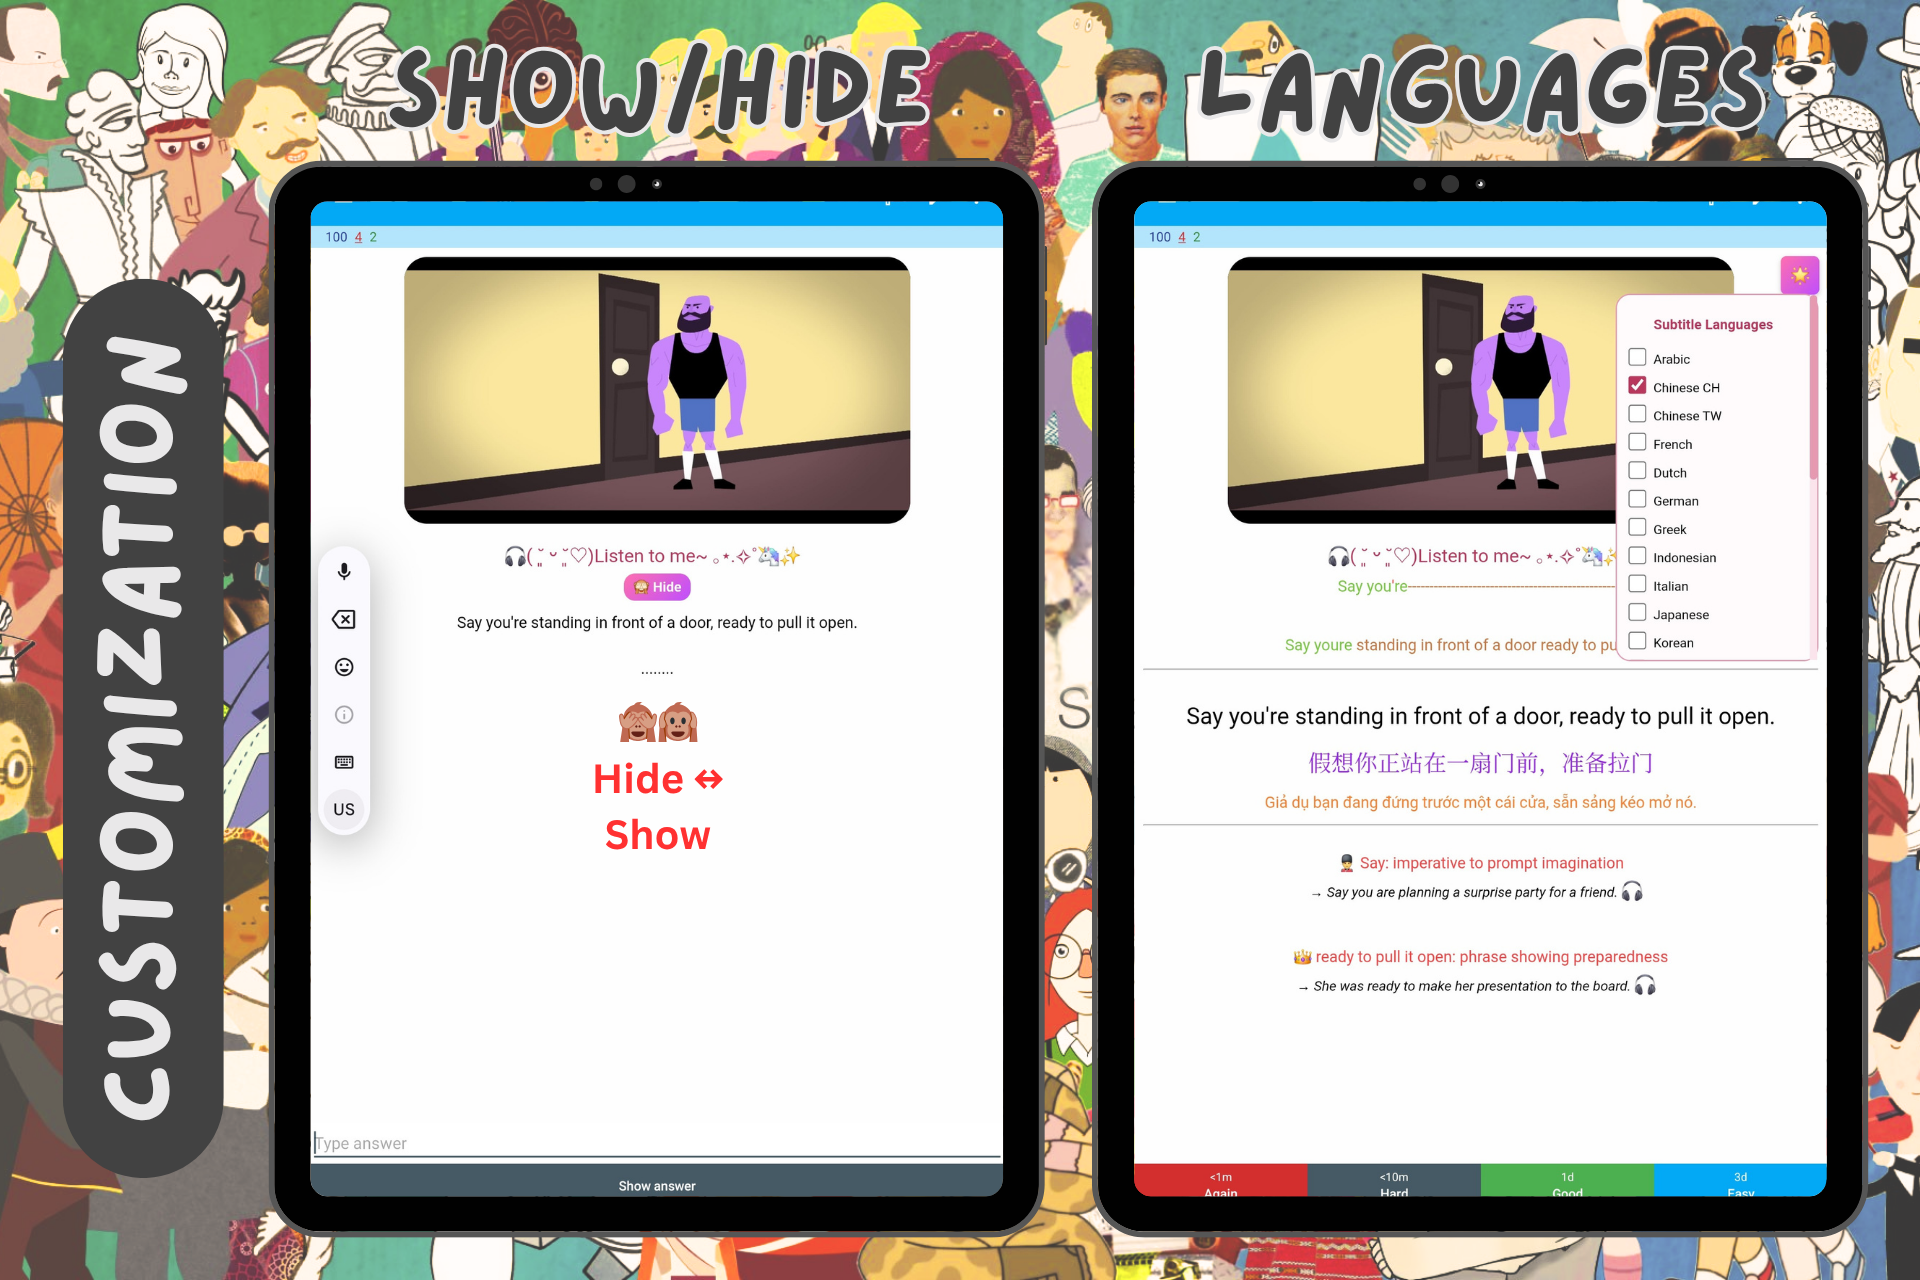 SHOW/HIDE
LANGUAGES
CUSTOMIZATION
100 4 2
🎧( ˘͈ ᵕ ˘͈♡)Listen to me~ ｡⋆.✧˚🦄✨
🙈 Hide
Say you're standing in front of a door, ready to pull it open.
........
🙈🙉
Hide ↔
Show
US
Type answer
Show answer
100 4 2
Subtitle Languages
Arabic
Chinese CH
Chinese TW
French
Dutch
German
Greek
Indonesian
Italian
Japanese
Korean
🎧( ˘͈ ᵕ ˘͈♡)Listen to me~ ｡⋆.✧˚🦄
Say you're-----------------------------------------------
Say youre standing in front of a door ready to pu
Say you're standing in front of a door, ready to pull it open.
假想你正站在一扇门前，准备拉门
Giả dụ bạn đang đứng trước một cái cửa, sẵn sảng kéo mở nó.
💂 Say: imperative to prompt imagination
→ Say you are planning a surprise party for a friend. 🎧
👑 ready to pull it open: phrase showing preparedness
→ She was ready to make her presentation to the board. 🎧
<1m <10m 1d 3d
Again Hard Good Easy
S